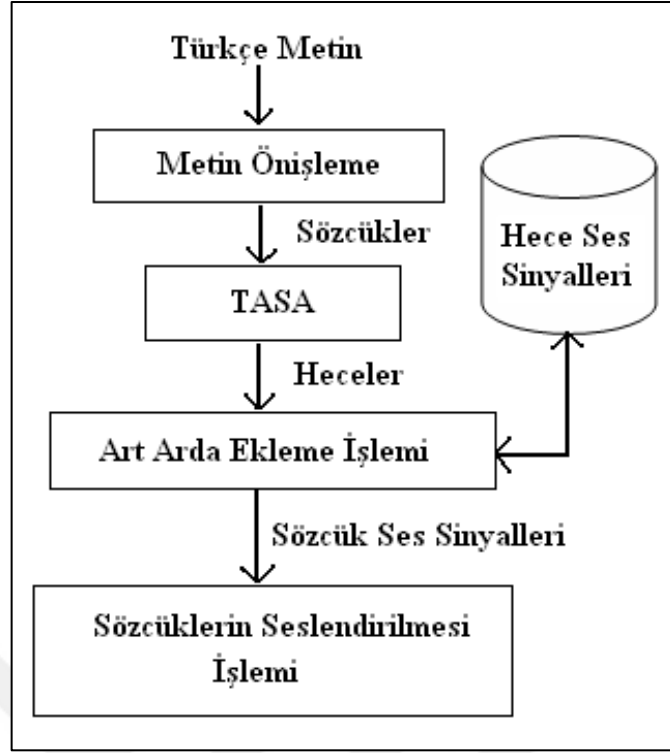 Türkçe Metin
Metin Önişleme
Sözcükler
Hece Ses
Sinyalleri
TASA
Heceler
Art Arda Ekleme İşlemi
Sözcük Ses Sinyalleri
Sözcüklerin Seslendirilmesi
İşlemi